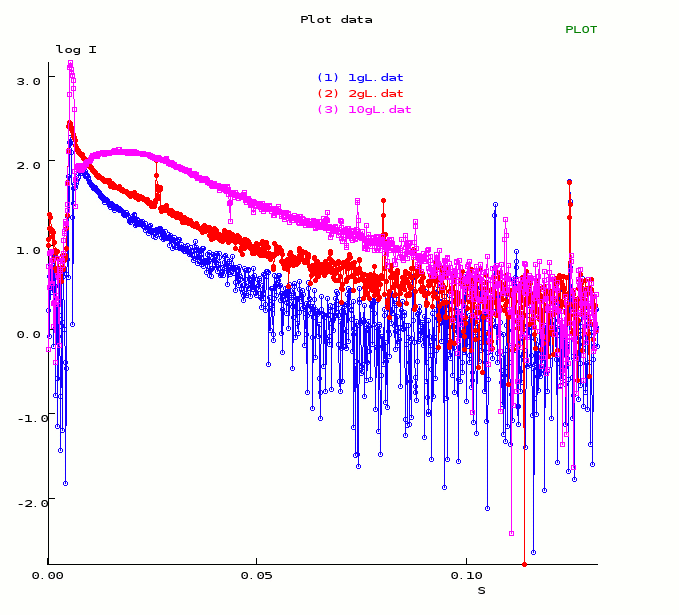 Plot data
PLOT
log I
(1) 1gL.dat
(2) 2gL.dat
(3) 10gL.dat
3.0
2.0
1.0
0.0
-1.0
-2.0
0.00 0.05 0.10
s